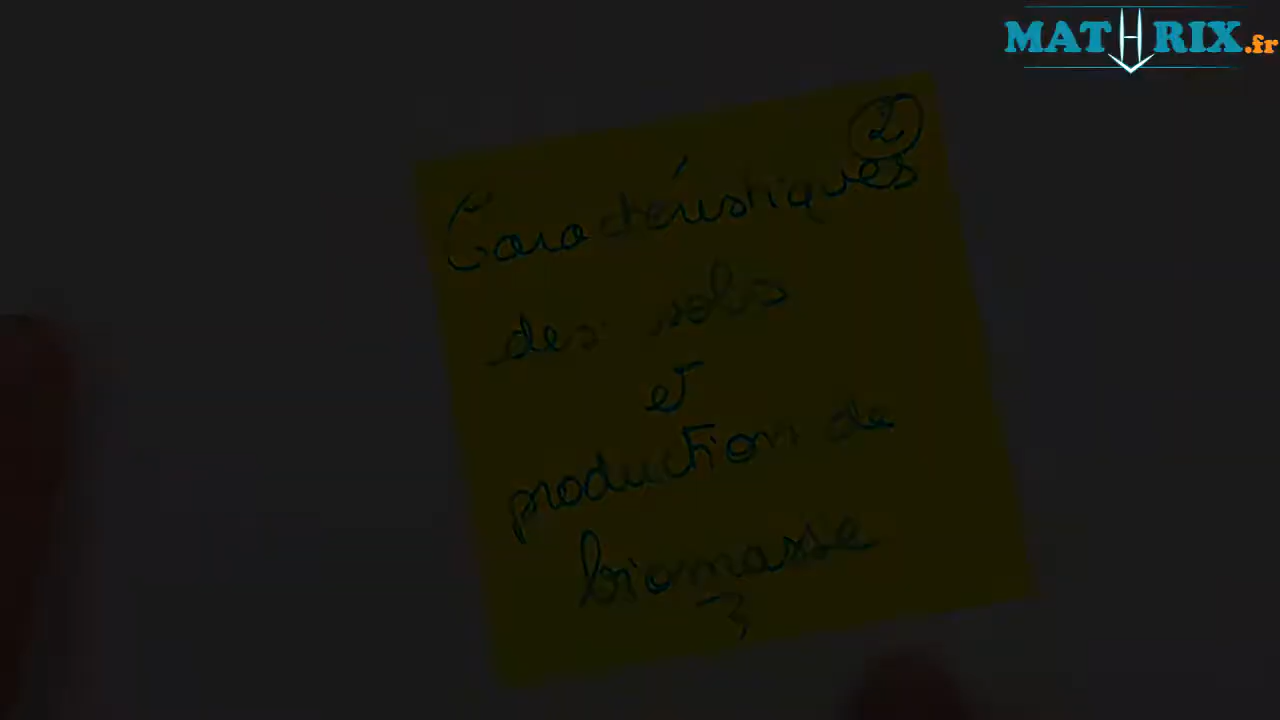 MATHRIX.fr
2
Caractéristiques
des sols
et
production de
biomasse
?